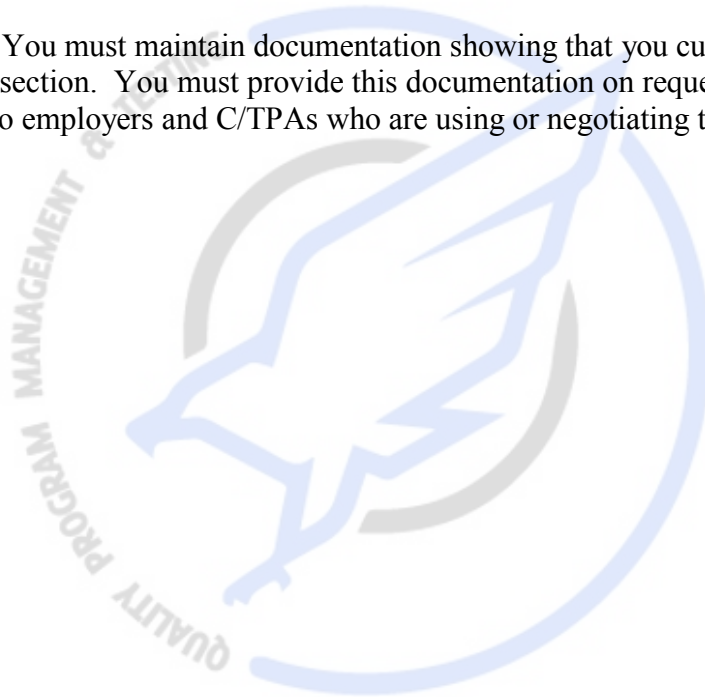 You must maintain documentation showing that you cu
section. You must provide this documentation on reque
o employers and C/TPAs who are using or negotiating t
QUALITY PROGRAM MANAGEMENT & TESTING